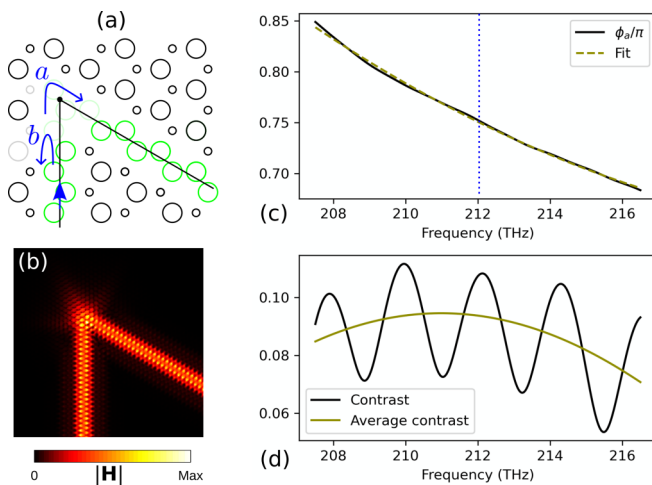 (a)
a
b
(b)
0
|H|
Max
0.85
0.80
0.75
0.70
ϕₐ/π
Fit
(c)
208
210
212
214
216
Frequency (THz)
0.10
0.08
0.06
Contrast
Average contrast
(d)
208
210
212
214
216
Frequency (THz)